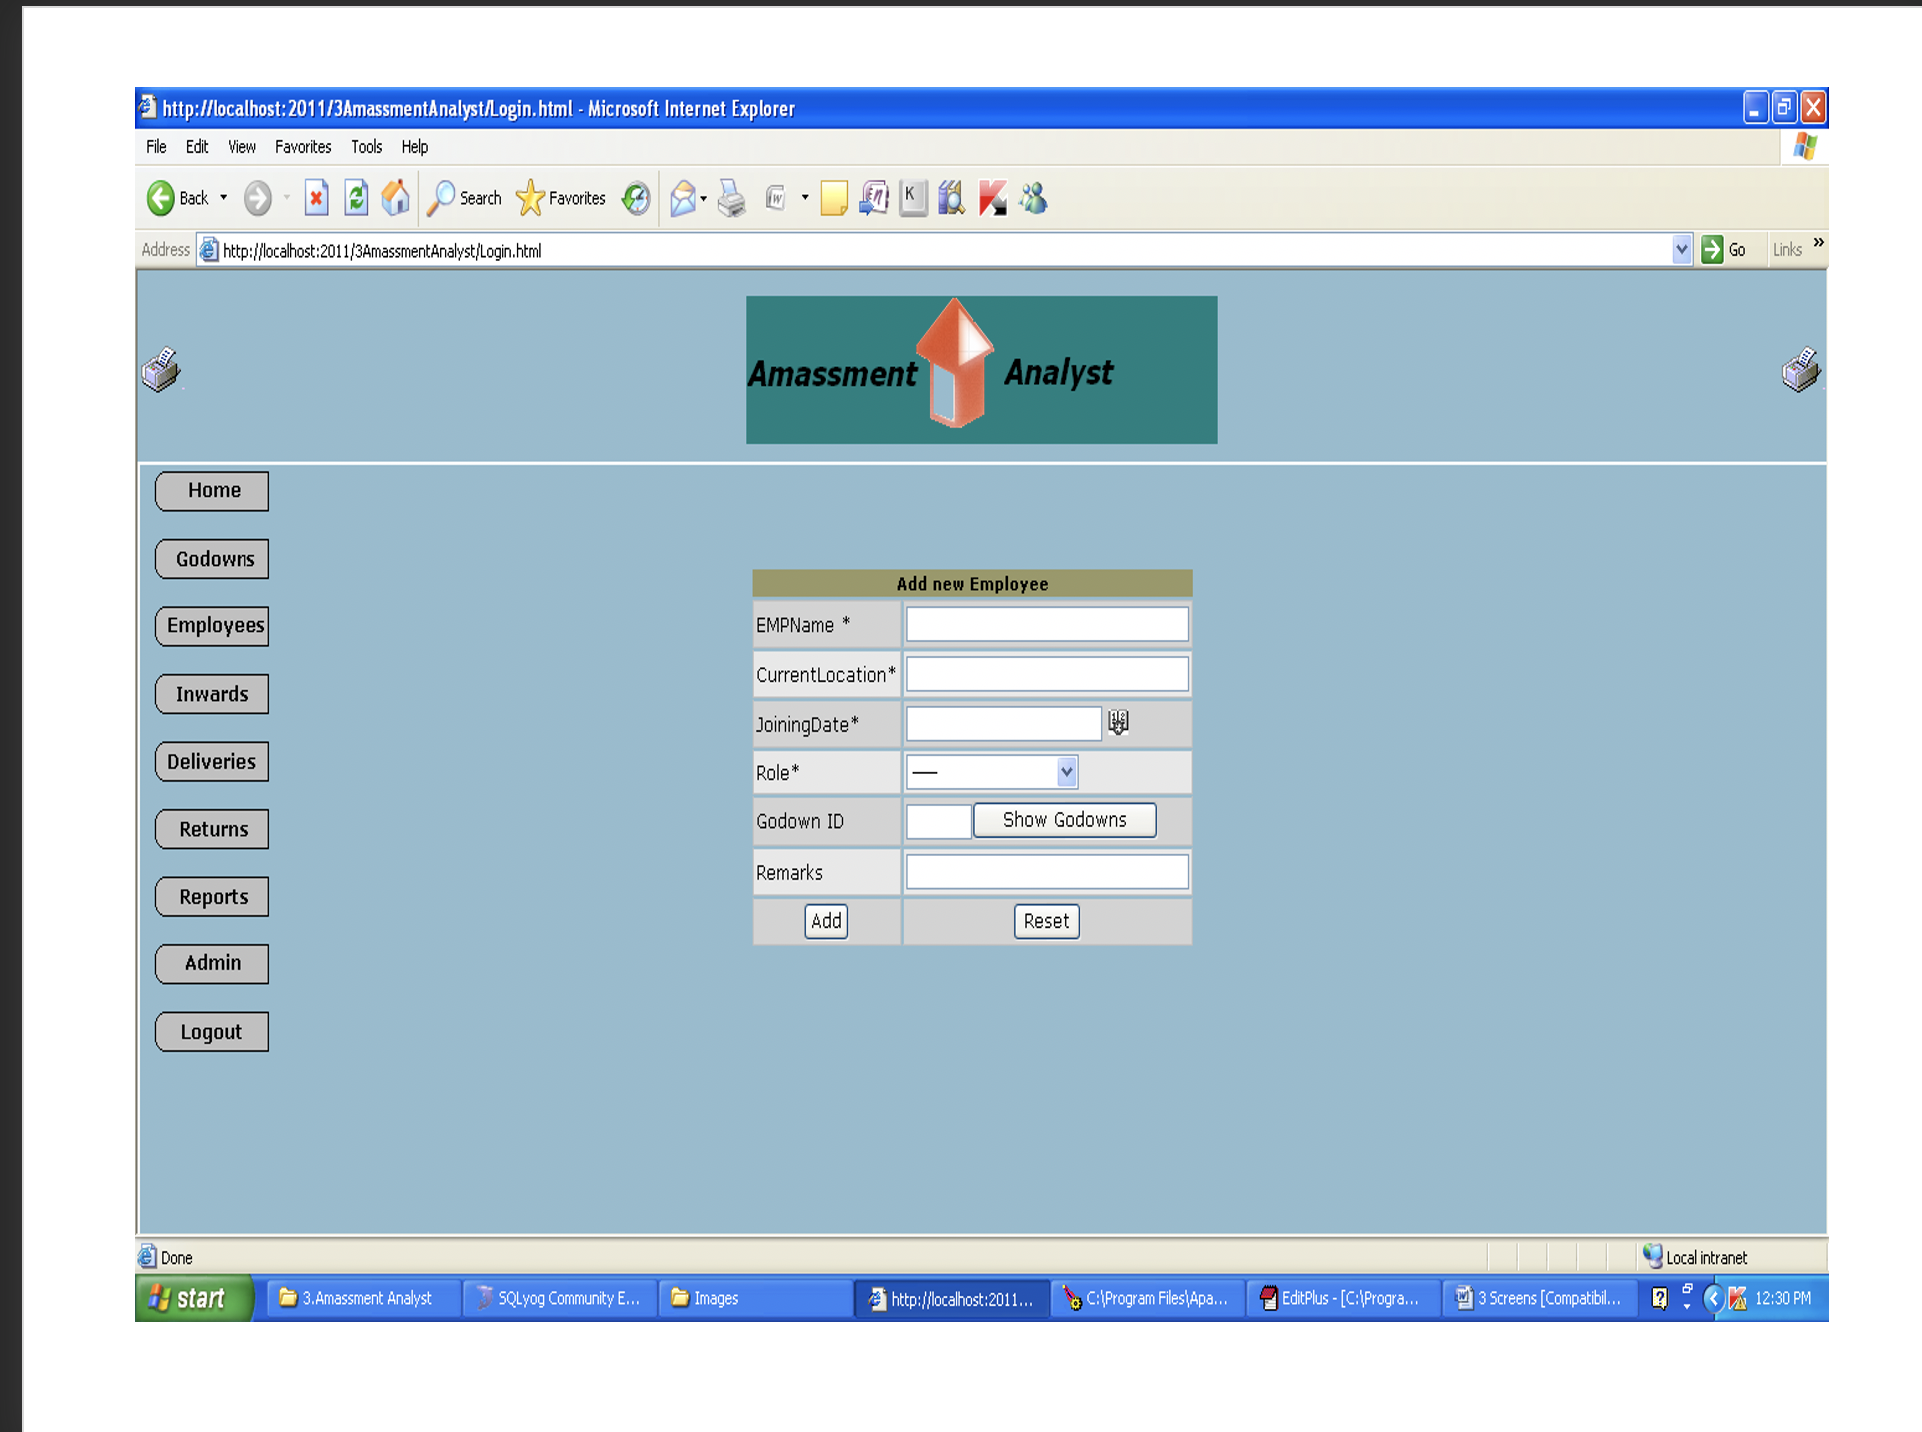 http://localhost:2011/3AmassmentAnalyst/Login.html - Microsoft Internet Explorer
File Edit View Favorites Tools Help
Back Search Favorites
Address http://localhost:2011/3AmassmentAnalyst/Login.html Go Links »
Amassment Analyst
Home
Godowns
Employees
Inwards
Deliveries
Returns
Reports
Admin
Logout
Add new Employee
EMPName *
CurrentLocation*
JoiningDate*
Role* ----
Godown ID Show Godowns
Remarks
Add Reset
Done Local intranet
start 3.Amassment Analyst SQLyog Community E... Images http://localhost:2011... C:\Program Files\Apa... EditPlus - [C:\Progra... 3 Screens [Compatibil... 12:30 PM